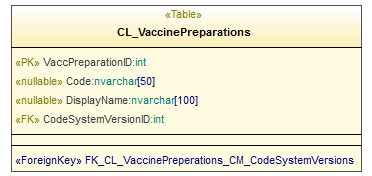 «Table»
CL_VaccinePreparations
«PK» VaccPreparationID:int
«nullable» Code:nvarchar[50]
«nullable» DisplayName:nvarchar[100]
«FK» CodeSystemVersionID:int
«ForeignKey» FK_CL_VaccinePreperations_CM_CodeSystemVersions